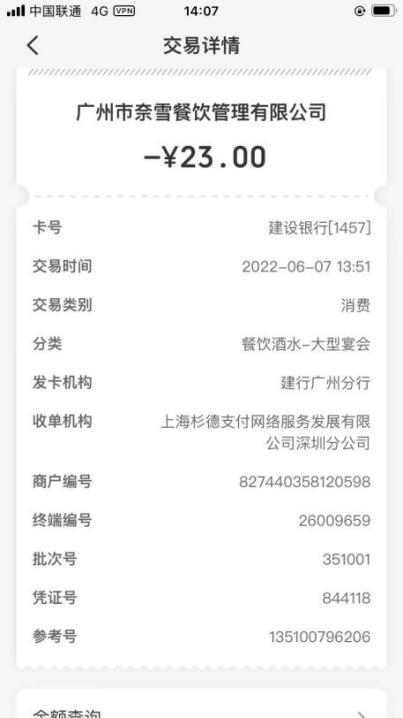 中国联通 4G VPN 14:07
交易详情
广州市奈雪餐饮管理有限公司
-¥23.00
卡号 建设银行[1457]
交易时间 2022-06-07 13:51
交易类别 消费
分类 餐饮酒水-大型宴会
发卡机构 建行广州分行
收单机构 上海杉德支付网络服务发展有限
公司深圳分公司
商户编号 827440358120598
终端编号 26009659
批次号 351001
凭证号 844118
参考号 135100796206
余额查询